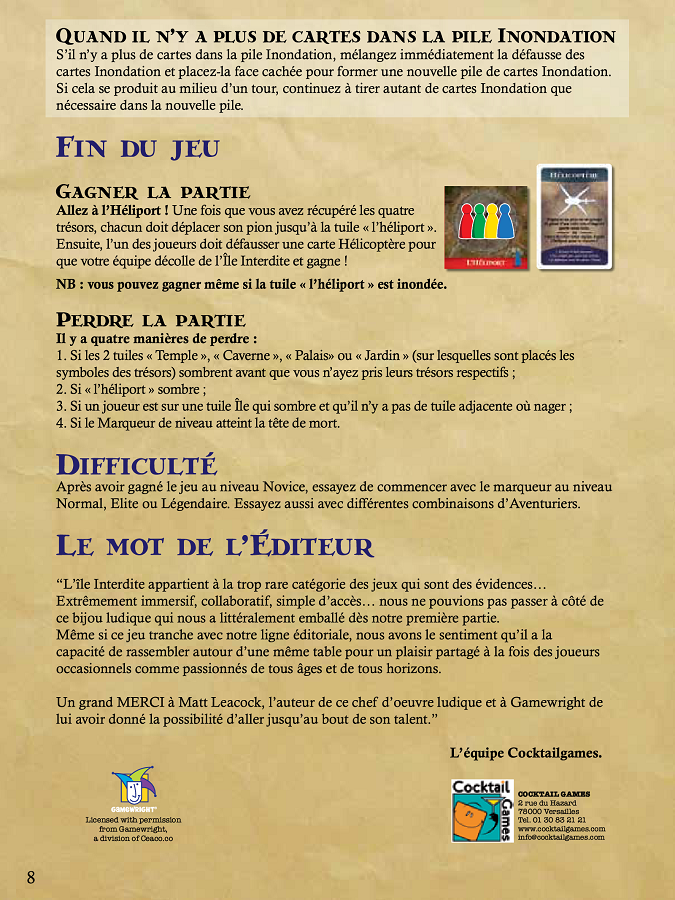 Quand il n'y a plus de cartes dans la pile Inondation
S'il n'y a plus de cartes dans la pile Inondation, mélangez immédiatement la défausse des
cartes Inondation et placez-la face cachée pour former une nouvelle pile de cartes Inondation.
Si cela se produit au milieu d'un tour, continuez à tirer autant de cartes Inondation que
nécessaire dans la nouvelle pile.
Fin du jeu
Gagner la partie
Allez à l'Héliport ! Une fois que vous avez récupéré les quatre
trésors, chacun doit déplacer son pion jusqu'à la tuile « l'héliport ».
Ensuite, l'un des joueurs doit défausser une carte Hélicoptère pour
que votre équipe décolle de l'Île Interdite et gagne !
NB : vous pouvez gagner même si la tuile « l'héliport » est inondée.
L'Héliport
Hélicoptère
Perdre la partie
Il y a quatre manières de perdre :
1. Si les 2 tuiles « Temple », « Caverne », « Palais» ou « Jardin » (sur lesquelles sont placés les
symboles des trésors) sombrent avant que vous n'ayez pris leurs trésors respectifs ;
2. Si « l'héliport » sombre ;
3. Si un joueur est sur une tuile Île qui sombre et qu'il n'y a pas de tuile adjacente où nager ;
4. Si le Marqueur de niveau atteint la tête de mort.
Difficulté
Après avoir gagné le jeu au niveau Novice, essayez de commencer avec le marqueur au niveau
Normal, Elite ou Légendaire. Essayez aussi avec différentes combinaisons d'Aventuriers.
Le mot de l'Éditeur
“L'île Interdite appartient à la trop rare catégorie des jeux qui sont des évidences…
Extrêmement immersif, collaboratif, simple d'accès… nous ne pouvions pas passer à côté de
ce bijou ludique qui nous a littéralement emballé dès notre première partie.
Même si ce jeu tranche avec notre ligne éditoriale, nous avons le sentiment qu'il a la
capacité de rassembler autour d'une même table pour un plaisir partagé à la fois des joueurs
occasionnels comme passionnés de tous âges et de tous horizons.
Un grand MERCI à Matt Leacock, l'auteur de ce chef d'oeuvre ludique et à Gamewright de
lui avoir donné la possibilité d'aller jusqu'au bout de son talent.”
L'équipe Cocktailgames.
GAMEWRIGHT®
Licensed with permission
from Gamewright,
a division of Ceaco.co
Cocktail
Games
COCKTAIL GAMES
2 rue du Hazard
78000 Versailles
Tel. 01 30 83 21 21
www.cocktailgames.com
info@cocktailgames.com
8